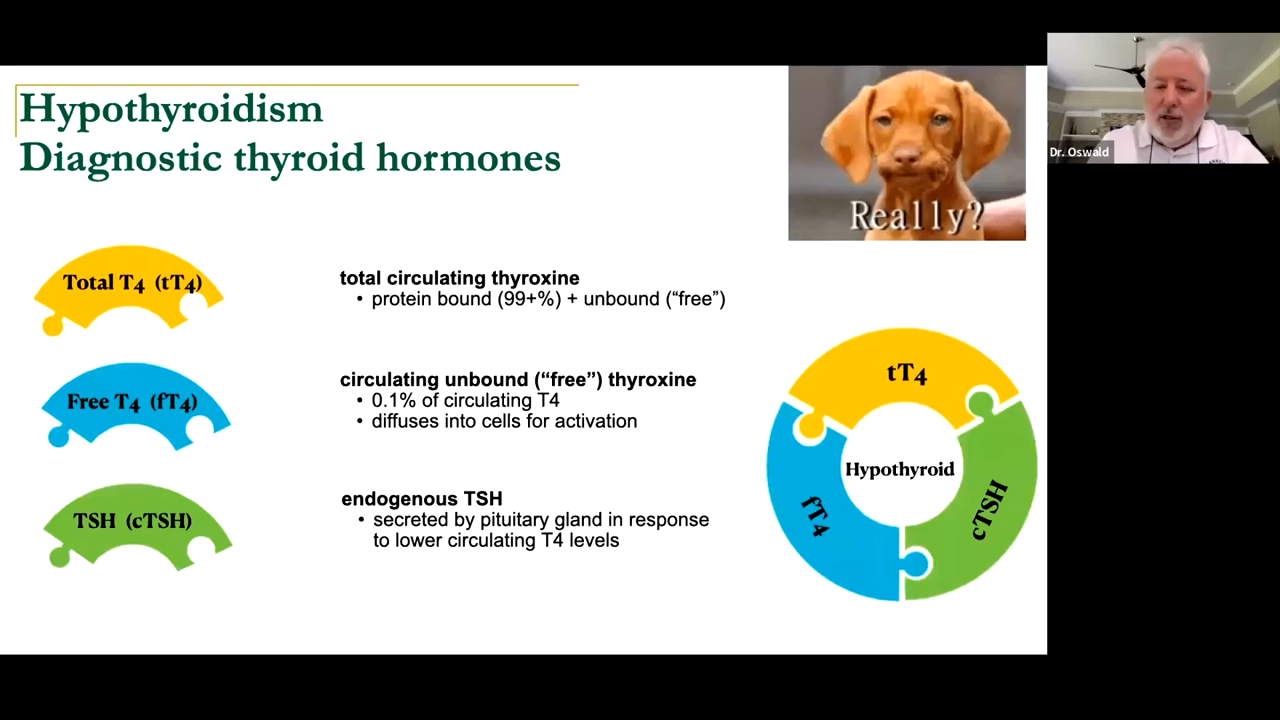 Hypothyroidism
Diagnostic thyroid hormones
Really?
Dr. Oswald
Total T4 (tT4)
total circulating thyroxine
• protein bound (99+%) + unbound (“free”)
Free T4 (fT4)
circulating unbound (“free”) thyroxine
• 0.1% of circulating T4
• diffuses into cells for activation
TSH (cTSH)
endogenous TSH
• secreted by pituitary gland in response
to lower circulating T4 levels
tT4
Hypothyroid
fT4
cTSH